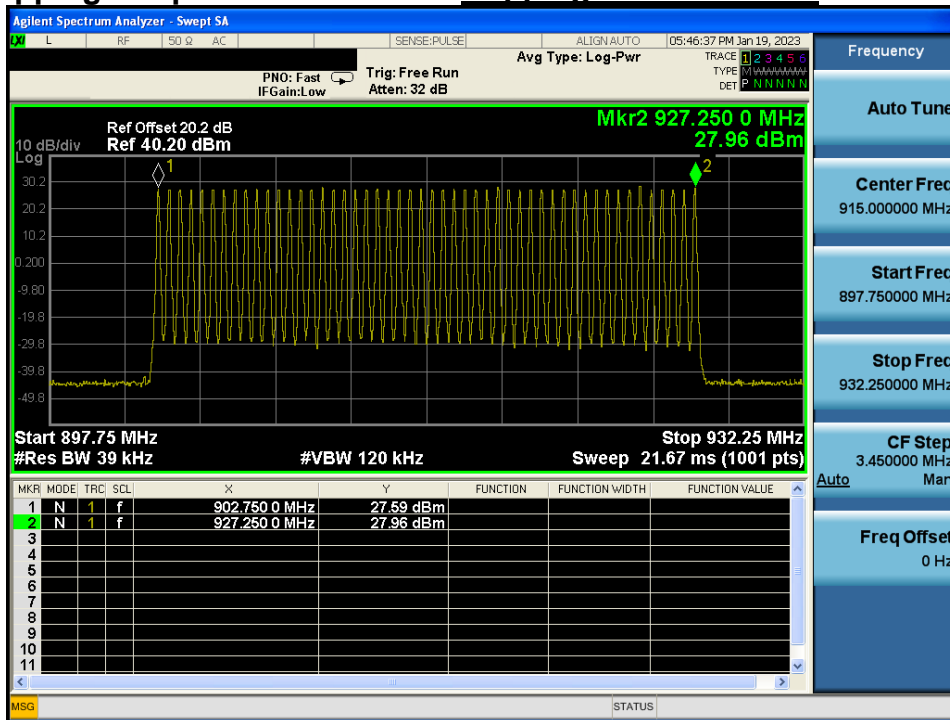 Agilent Spectrum Analyzer - Swept SA
LXI L RF 50 Ω AC SENSE:PULSE ALIGN AUTO 05:46:37 PM Jan 19, 2023
Avg Type: Log-Pwr
TRACE 1 2 3 4 5 6
PNO: Fast Trig: Free Run
TYPE M
IFGain:Low Atten: 32 dB
DET P N N N N N
Frequency
Auto Tune
Mkr2 927.250 0 MHz
27.96 dBm
Ref Offset 20.2 dB
10 dB/div Ref 40.20 dBm
Log
1
2
30.2
20.2
10.2
0.200
-9.80
-19.8
-29.8
-39.8
-49.8
Start 897.75 MHz Stop 932.25 MHz
#Res BW 39 kHz #VBW 120 kHz Sweep 21.67 ms (1001 pts)
Center Freq
915.000000 MHz
Start Freq
897.750000 MHz
Stop Freq
932.250000 MHz
CF Step
3.450000 MHz
Auto Man
Freq Offset
0 Hz
MKR MODE TRC SCL X Y FUNCTION FUNCTION WIDTH FUNCTION VALUE
1 N 1 f 902.750 0 MHz 27.59 dBm
2 N 1 f 927.250 0 MHz 27.96 dBm
3
4
5
6
7
8
9
10
11
MSG STATUS